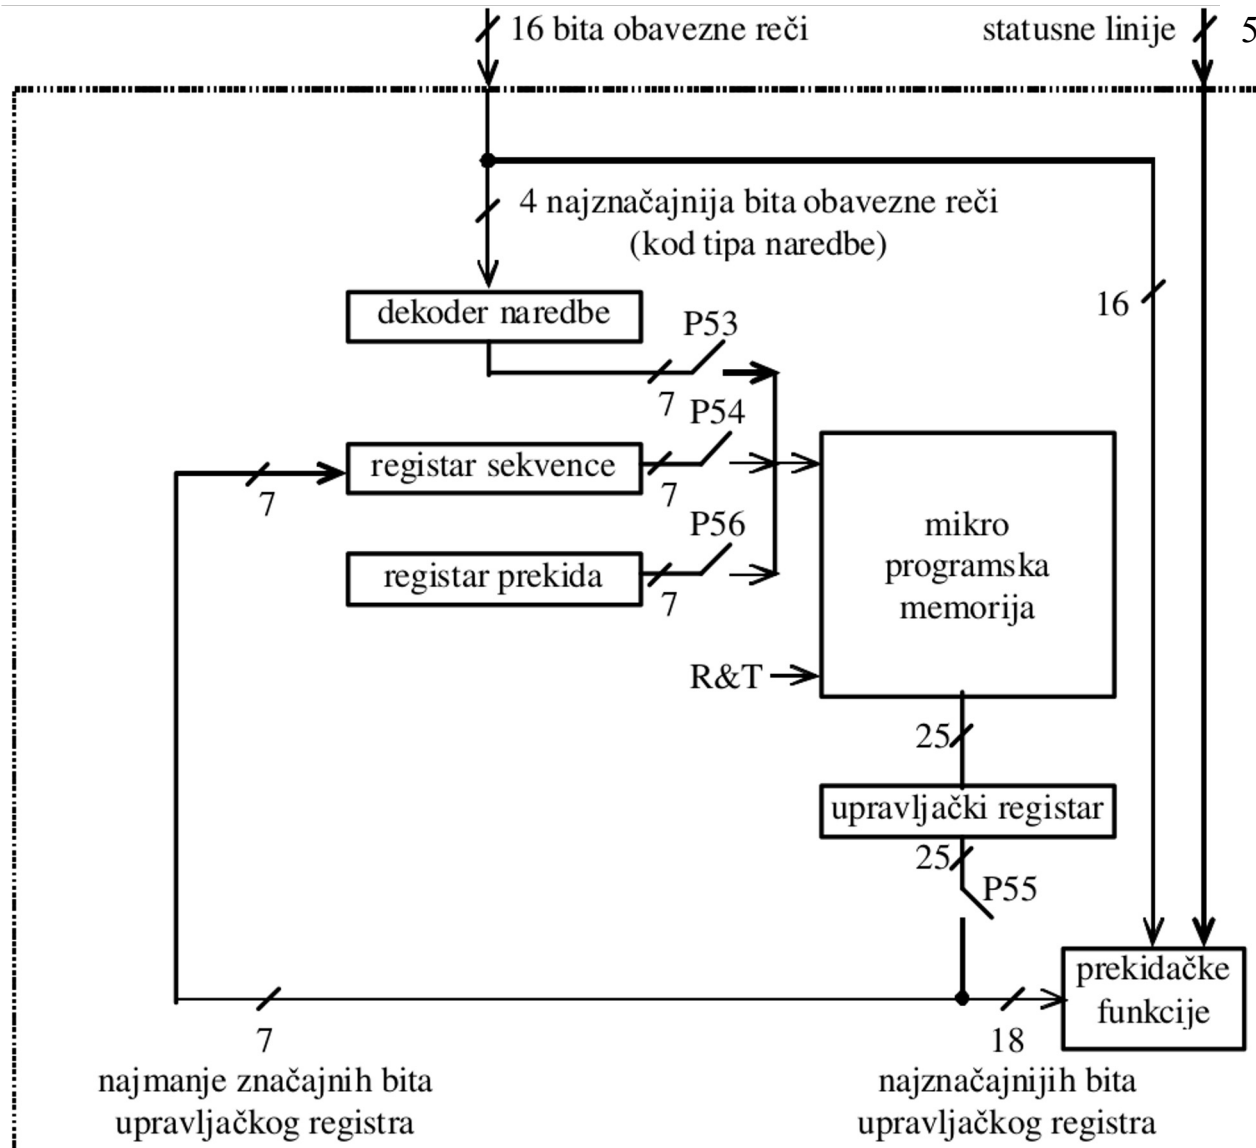 16 bita obavezne reči
statusne linije
5
4 najznačajnija bita obavezne reči
(kod tipa naredbe)
16
dekoder naredbe
P53
7
P54
registar sekvence
7
7
P56
registar prekida
7
mikro
programska
memorija
R&T
25
upravljački registar
25
P55
prekidačke
funkcije
7
18
najmanje značajnih bita
upravljačkog registra
najznačajnijih bita
upravljačkog registra